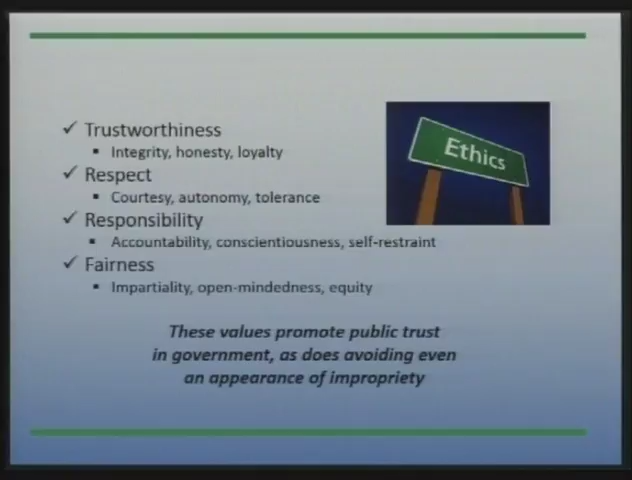 ✓ Trustworthiness
▪ Integrity, honesty, loyalty
✓ Respect
▪ Courtesy, autonomy, tolerance
✓ Responsibility
▪ Accountability, conscientiousness, self-restraint
✓ Fairness
▪ Impartiality, open-mindedness, equity
Ethics
These values promote public trust
in government, as does avoiding even
an appearance of impropriety